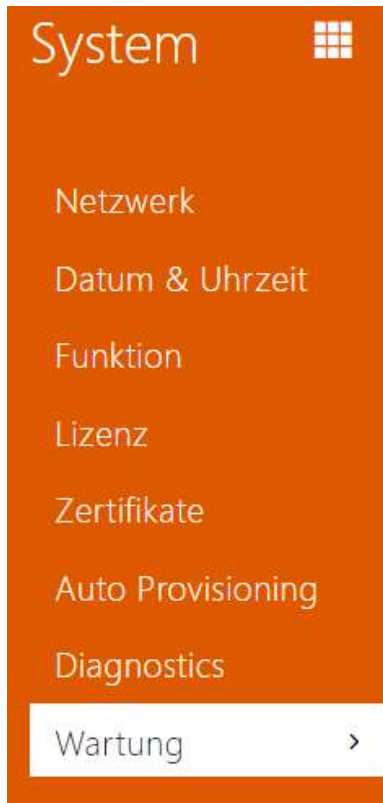 System
Netzwerk
Datum & Uhrzeit
Funktion
Lizenz
Zertifikate
Auto Provisioning
Diagnostics
Wartung